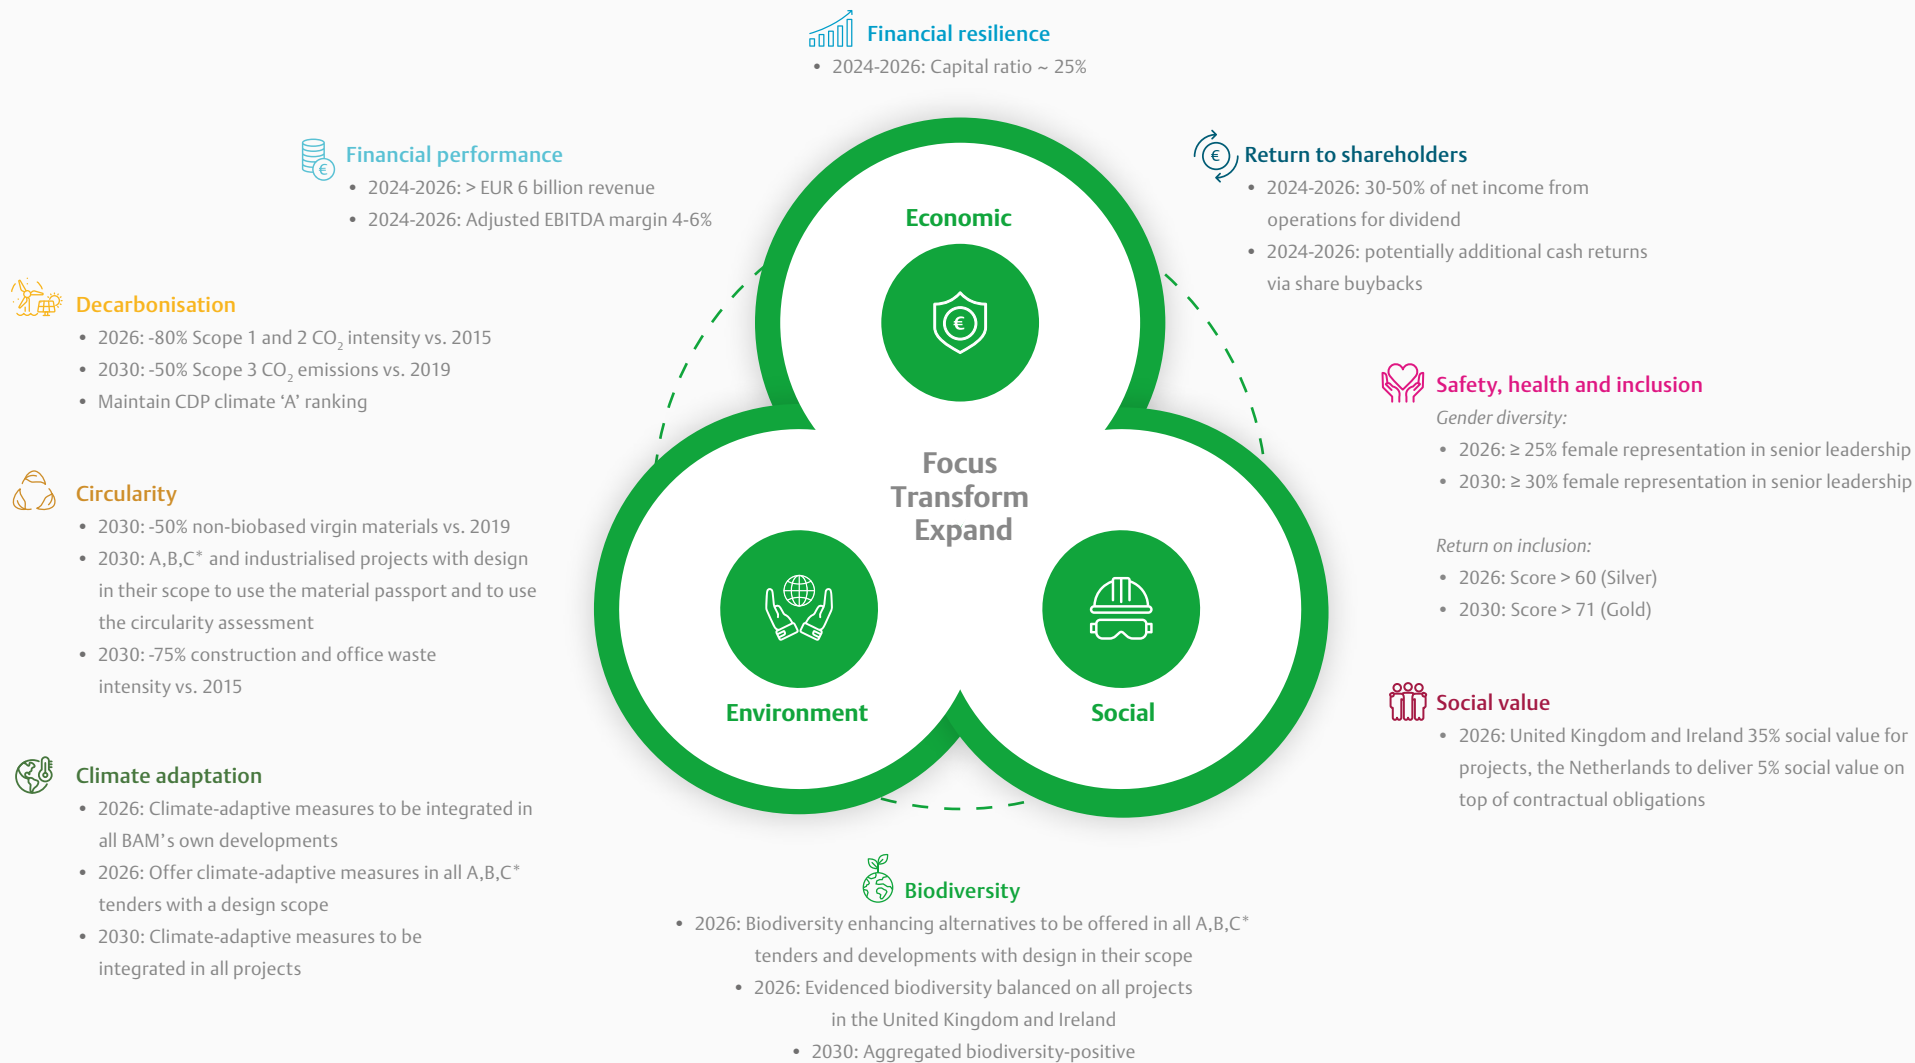 Financial resilience
• 2024-2026: Capital ratio ~ 25%
Financial performance
• 2024-2026: > EUR 6 billion revenue
• 2024-2026: Adjusted EBITDA margin 4-6%
Return to shareholders
• 2024-2026: 30-50% of net income from
operations for dividend
• 2024-2026: potentially additional cash returns
via share buybacks
Decarbonisation
• 2026: -80% Scope 1 and 2 CO₂ intensity vs. 2015
• 2030: -50% Scope 3 CO₂ emissions vs. 2019
• Maintain CDP climate ‘A’ ranking
Circularity
• 2030: -50% non-biobased virgin materials vs. 2019
• 2030: A,B,C* and industrialised projects with design
in their scope to use the material passport and to use
the circularity assessment
• 2030: -75% construction and office waste
intensity vs. 2015
Climate adaptation
• 2026: Climate-adaptive measures to be integrated in
all BAM’s own developments
• 2026: Offer climate-adaptive measures in all A,B,C*
tenders with a design scope
• 2030: Climate-adaptive measures to be
integrated in all projects
Economic
€
Focus
Transform
Expand
Environment
Social
Safety, health and inclusion
Gender diversity:
• 2026: ≥ 25% female representation in senior leadership
• 2030: ≥ 30% female representation in senior leadership
Return on inclusion:
• 2026: Score > 60 (Silver)
• 2030: Score > 71 (Gold)
Social value
• 2026: United Kingdom and Ireland 35% social value for
projects, the Netherlands to deliver 5% social value on
top of contractual obligations
Biodiversity
• 2026: Biodiversity enhancing alternatives to be offered in all A,B,C*
tenders and developments with design in their scope
• 2026: Evidenced biodiversity balanced on all projects
in the United Kingdom and Ireland
• 2030: Aggregated biodiversity-positive